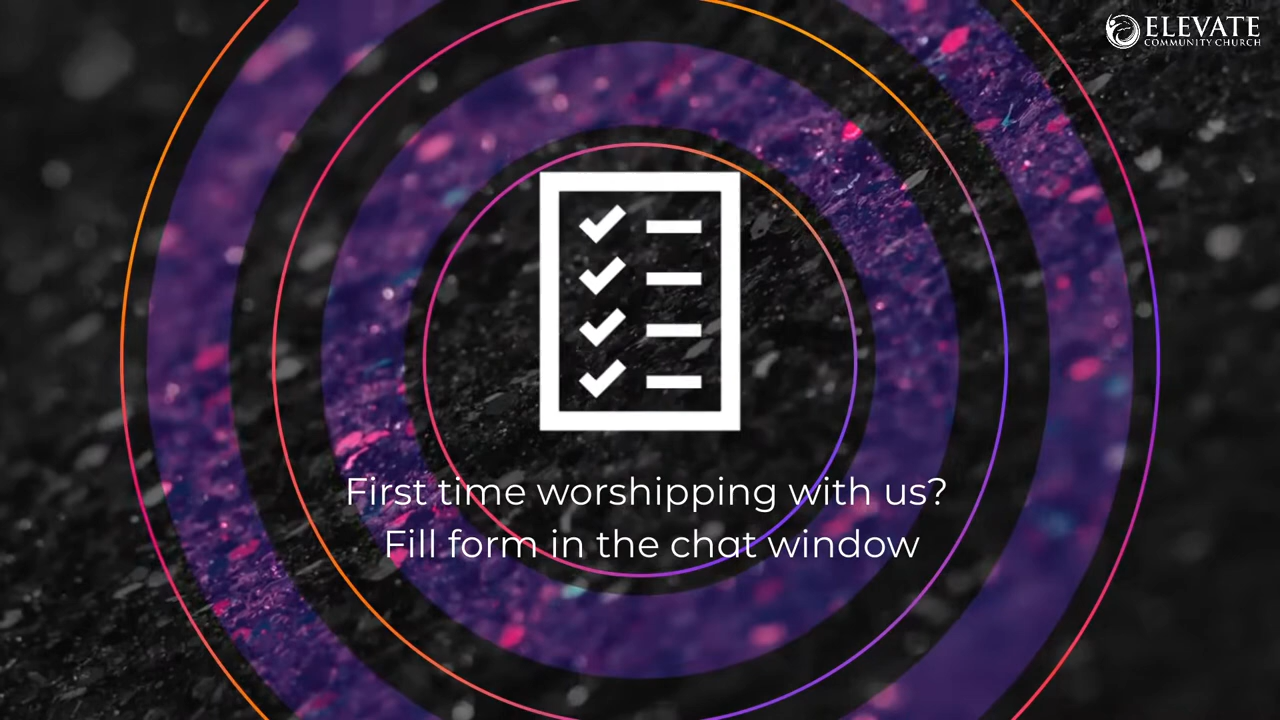 ELEVATE
COMMUNITY CHURCH
First time worshipping with us?
Fill form in the chat window